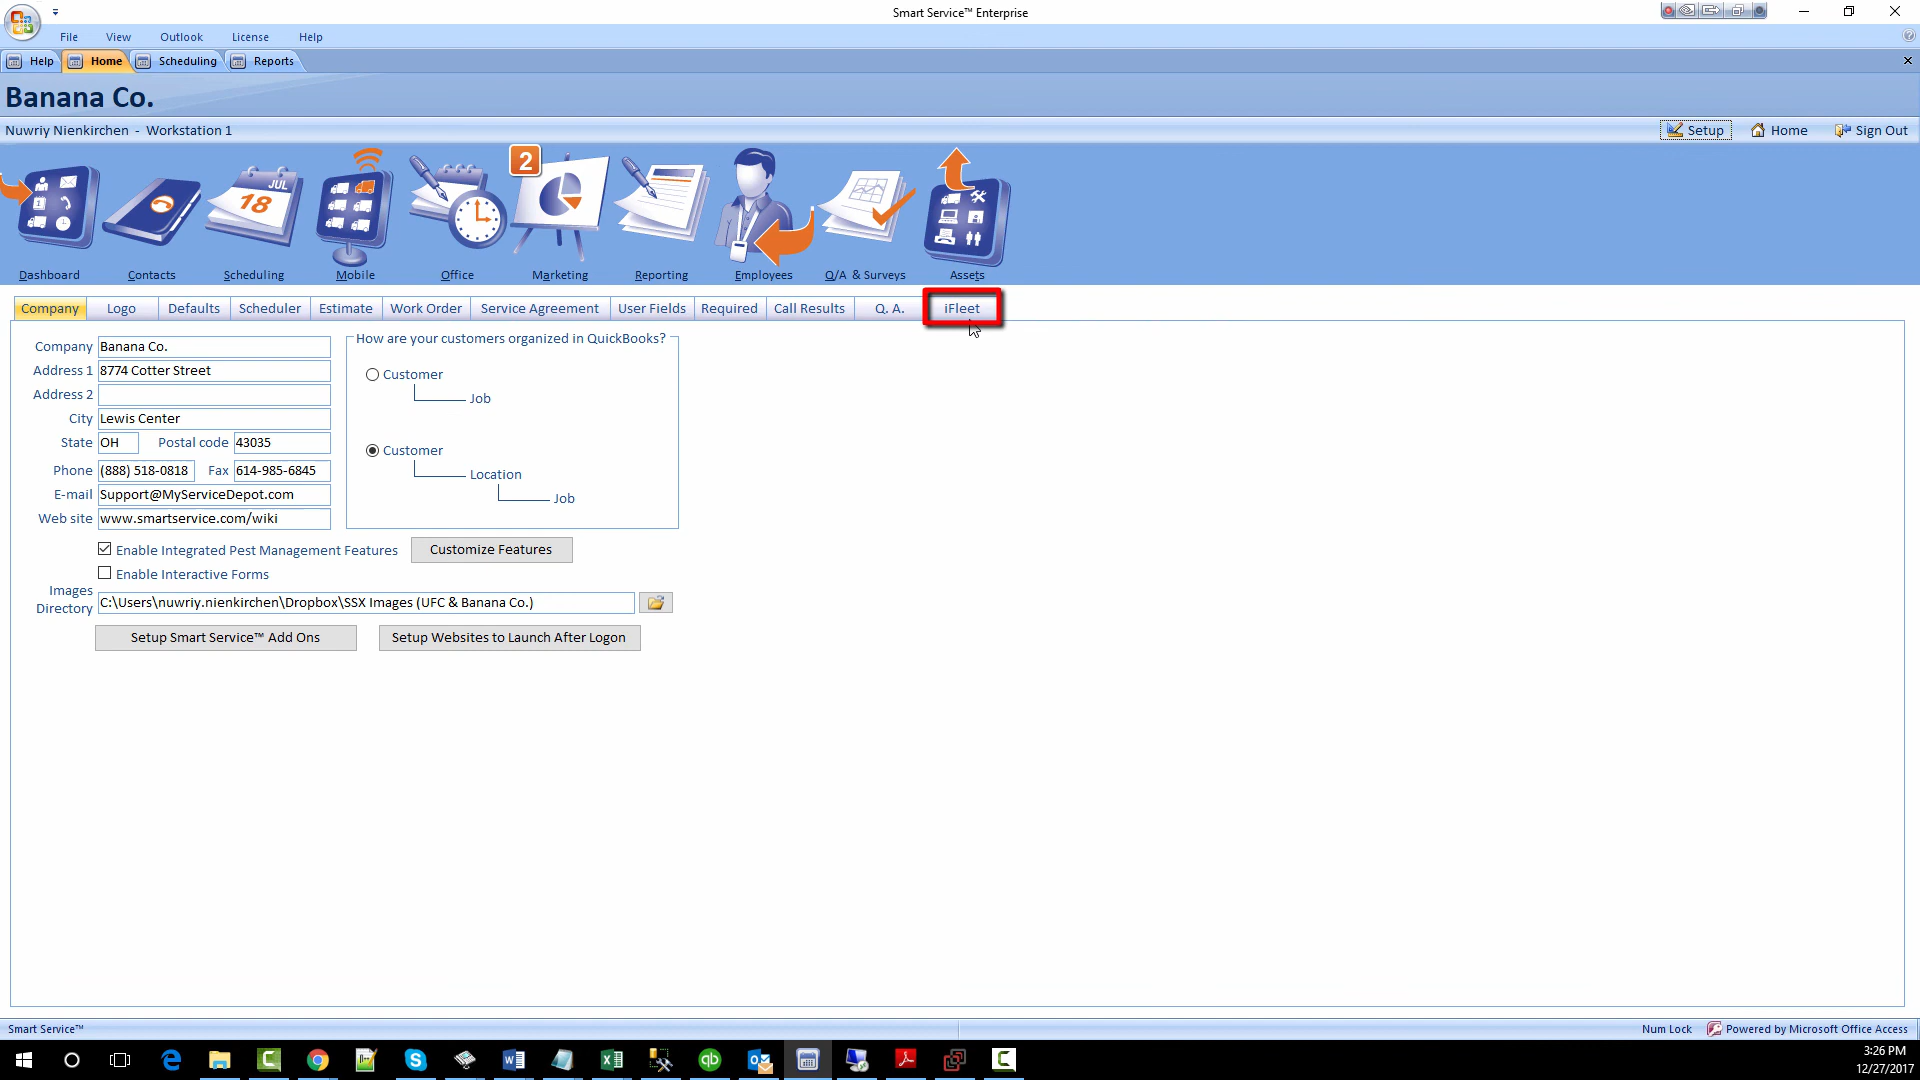 Smart Service™ Enterprise
File View Outlook License Help
Help Home Scheduling Reports
Banana Co.
Nuwriy Nienkirchen - Workstation 1
Setup Home Sign Out
JUL
18
2
Dashboard Contacts Scheduling Mobile Office Marketing Reporting Employees Q/A & Surveys Assets
Company Logo Defaults Scheduler Estimate Work Order Service Agreement User Fields Required Call Results Q. A. iFleet
Company Banana Co.
Address 1 8774 Cotter Street
Address 2
City Lewis Center
State OH Postal code 43035
Phone (888) 518-0818 Fax 614-985-6845
E-mail Support@MyServiceDepot.com
Web site www.smartservice.com/wiki
How are your customers organized in QuickBooks?
Customer
Job
Customer
Location
Job
Enable Integrated Pest Management Features Customize Features
Enable Interactive Forms
Images
Directory C:\Users\nuwriy.nienkirchen\Dropbox\SSX Images (UFC & Banana Co.)
Setup Smart Service™ Add Ons Setup Websites to Launch After Logon
Smart Service™
Num Lock Powered by Microsoft Office Access
3:26 PM
12/27/2017